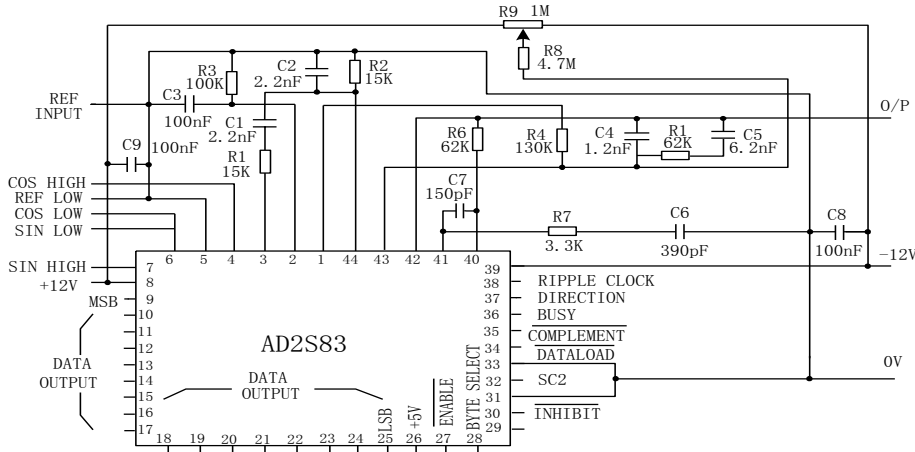 R9 1M
R8
4.7M
C2
2.2nF
R2
15K
R3
100K
REF
INPUT
C3
100nF
C1
2.2nF
R1
15K
C9
100nF
R6
62K
R4
130K
C4
1.2nF
R1
62K
C5
6.2nF
O/P
COS HIGH
REF LOW
COS LOW
SIN LOW
C7
150pF
R7
3.3K
C6
390pF
C8
100nF
-12V
SIN HIGH
+12V
6 5 4 3 2 1 44 43 42 41 40
7
8
MSB 9
10
11
12
13
14
15
16
17
DATA
OUTPUT
AD2S83
DATA
OUTPUT
39
38 RIPPLE CLOCK
37 DIRECTION
36 BUSY
35 COMPLEMENT
34 DATALOAD
33
32 SC2
31
30 INHIBIT
29
0V
LSB
+5V
ENABLE
BYTE SELECT
18 19 20 21 22 23 24 25 26 27 28